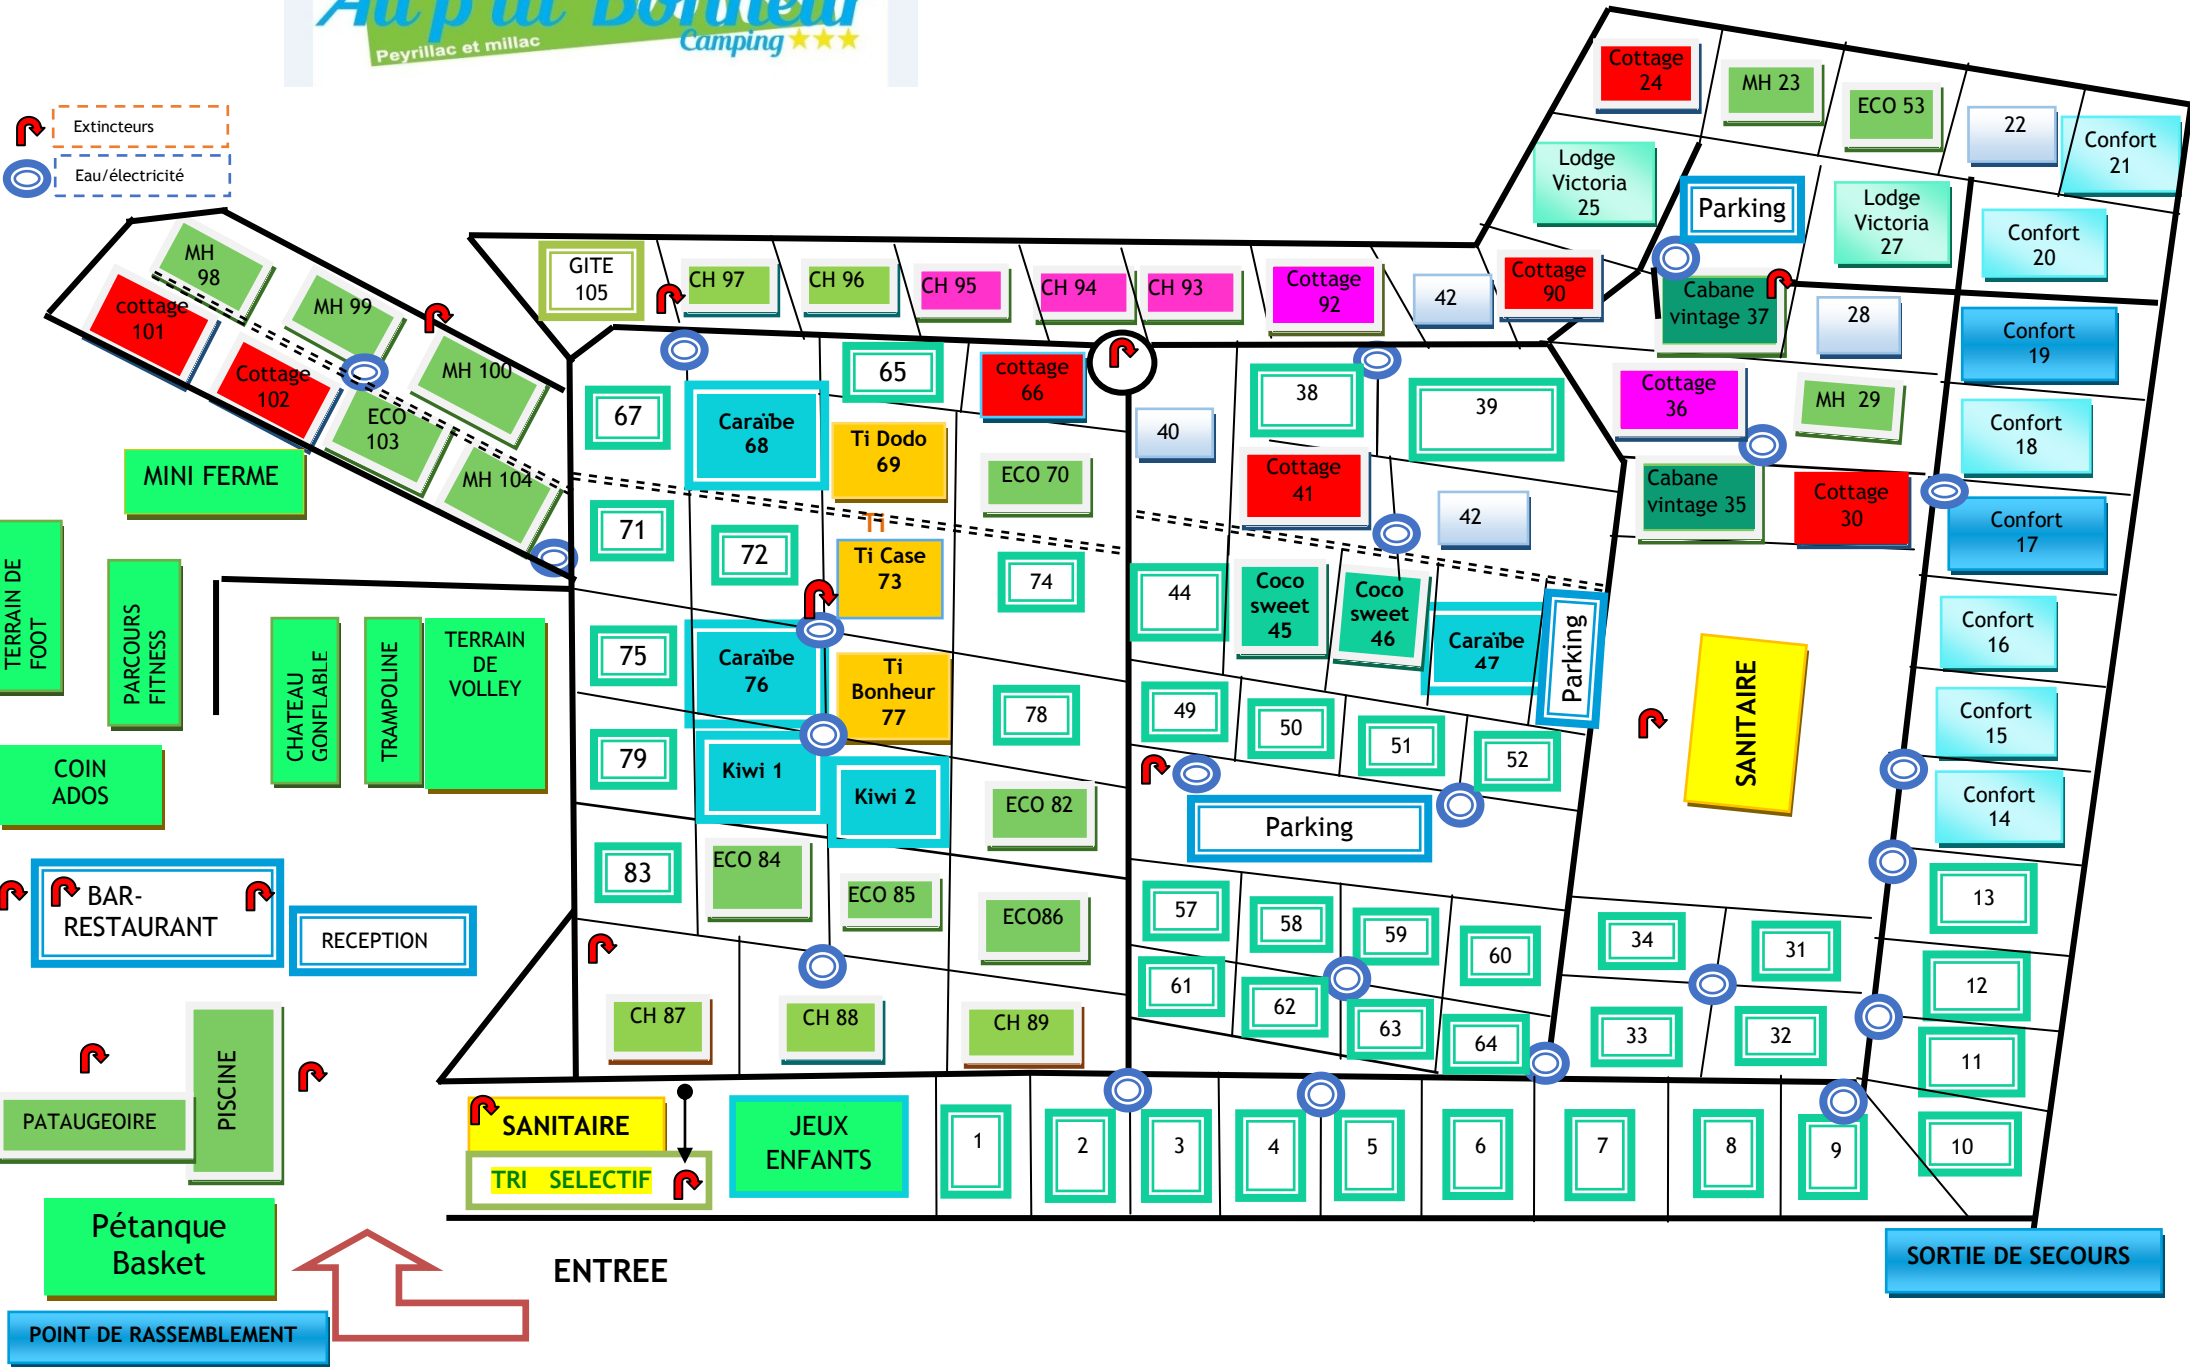 Au p'tit Bonheur
Peyrillac et millac
Camping
Extincteurs
Eau/électricité
Cottage
24
MH 23
ECO 53
22
Confort
21
Lodge
Victoria
25
Parking
Lodge
Victoria
27
Confort
20
MH
98
cottage
101
MH 99
Cottage
102
MH 100
ECO
103
MH 104
GITE
105
CH 97
CH 96
CH 95
CH 94
CH 93
Cottage
92
42
Cottage
90
Cabane
vintage 37
28
Confort
19
67
Caraïbe
68
65
cottage
66
Ti Dodo
69
ECO 70
40
38
39
Cottage
41
42
Cottage
36
MH 29
Confort
18
Cabane
vintage 35
Cottage
30
Confort
17
MINI FERME
71
72
Ti
Ti Case
73
74
44
Coco
sweet
45
Coco
sweet
46
Caraïbe
47
Parking
Confort
16
TERRAIN DE
FOOT
PARCOURS
FITNESS
CHATEAU
GONFLABLE
TRAMPOLINE
TERRAIN
DE
VOLLEY
75
Caraïbe
76
Ti
Bonheur
77
78
49
50
51
52
SANITAIRE
Confort
15
COIN
ADOS
79
Kiwi 1
Kiwi 2
ECO 82
Parking
Confort
14
BAR-
RESTAURANT
RECEPTION
83
ECO 84
ECO 85
ECO86
57
58
59
60
34
31
13
61
62
63
64
33
32
12
11
CH 87
CH 88
CH 89
PISCINE
PATAUGEOIRE
SANITAIRE
TRI SELECTIF
JEUX
ENFANTS
1
2
3
4
5
6
7
8
9
10
Pétanque
Basket
ENTREE
SORTIE DE SECOURS
POINT DE RASSEMBLEMENT